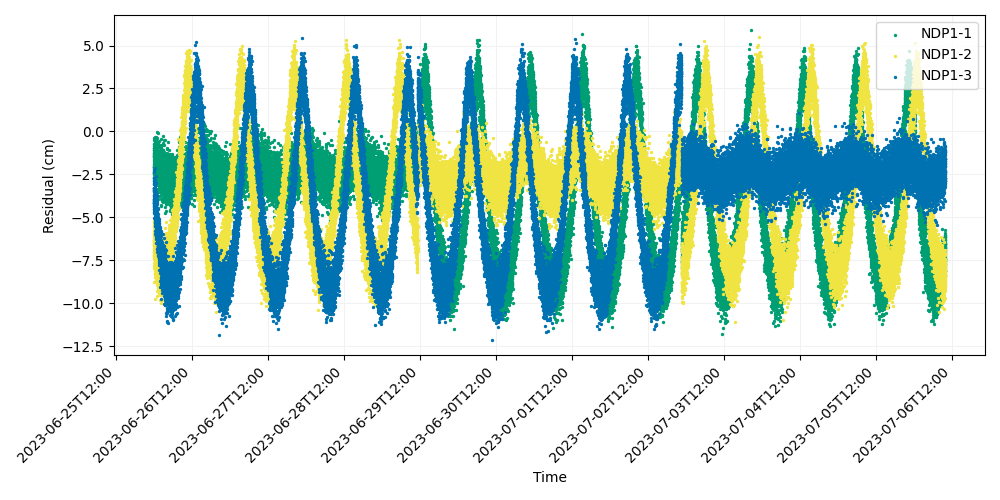 5.0
2.5
0.0
−2.5
−5.0
−7.5
−10.0
−12.5
Residual (cm)
NDP1-1
NDP1-2
NDP1-3
2023-06-25T12:00
2023-06-26T12:00
2023-06-27T12:00
2023-06-28T12:00
2023-06-29T12:00
2023-06-30T12:00
2023-07-01T12:00
2023-07-02T12:00
2023-07-03T12:00
2023-07-04T12:00
2023-07-05T12:00
2023-07-06T12:00
Time